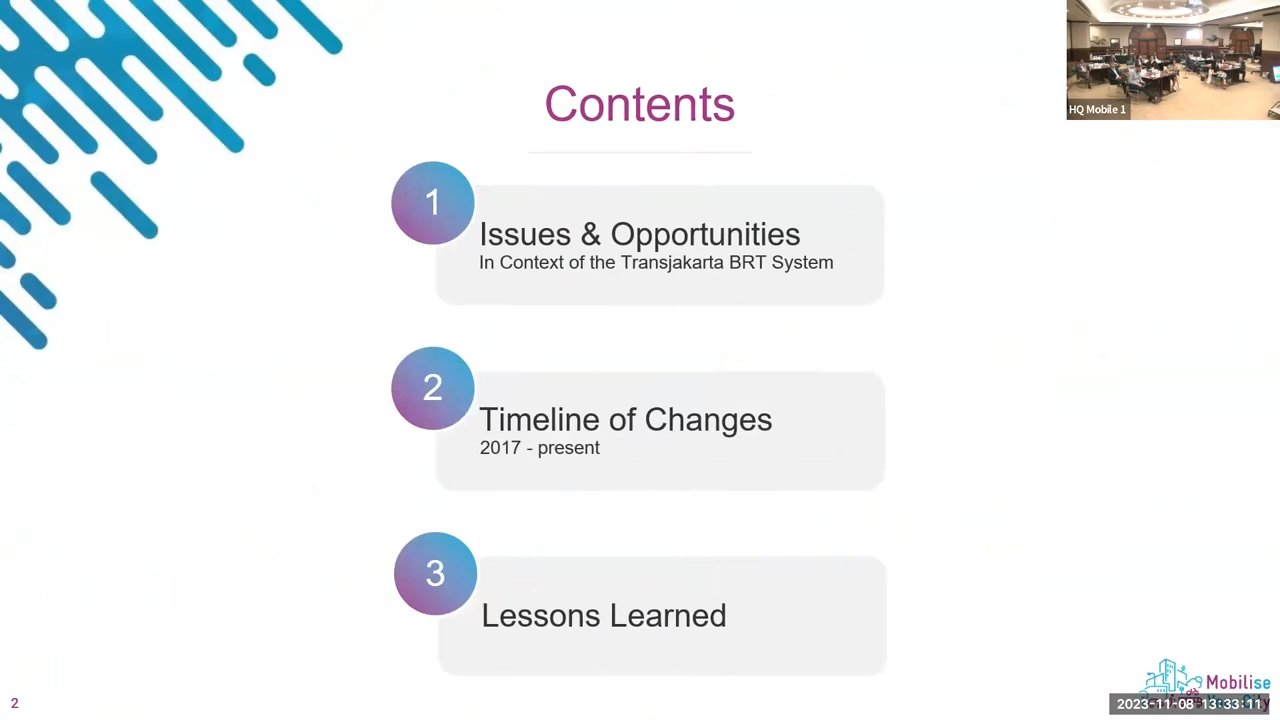 HQ Mobile 1
Contents
1
Issues & Opportunities
In Context of the Transjakarta BRT System
2
Timeline of Changes
2017 - present
3
Lessons Learned
2
Mobilise
2023-11-08 13:33:11